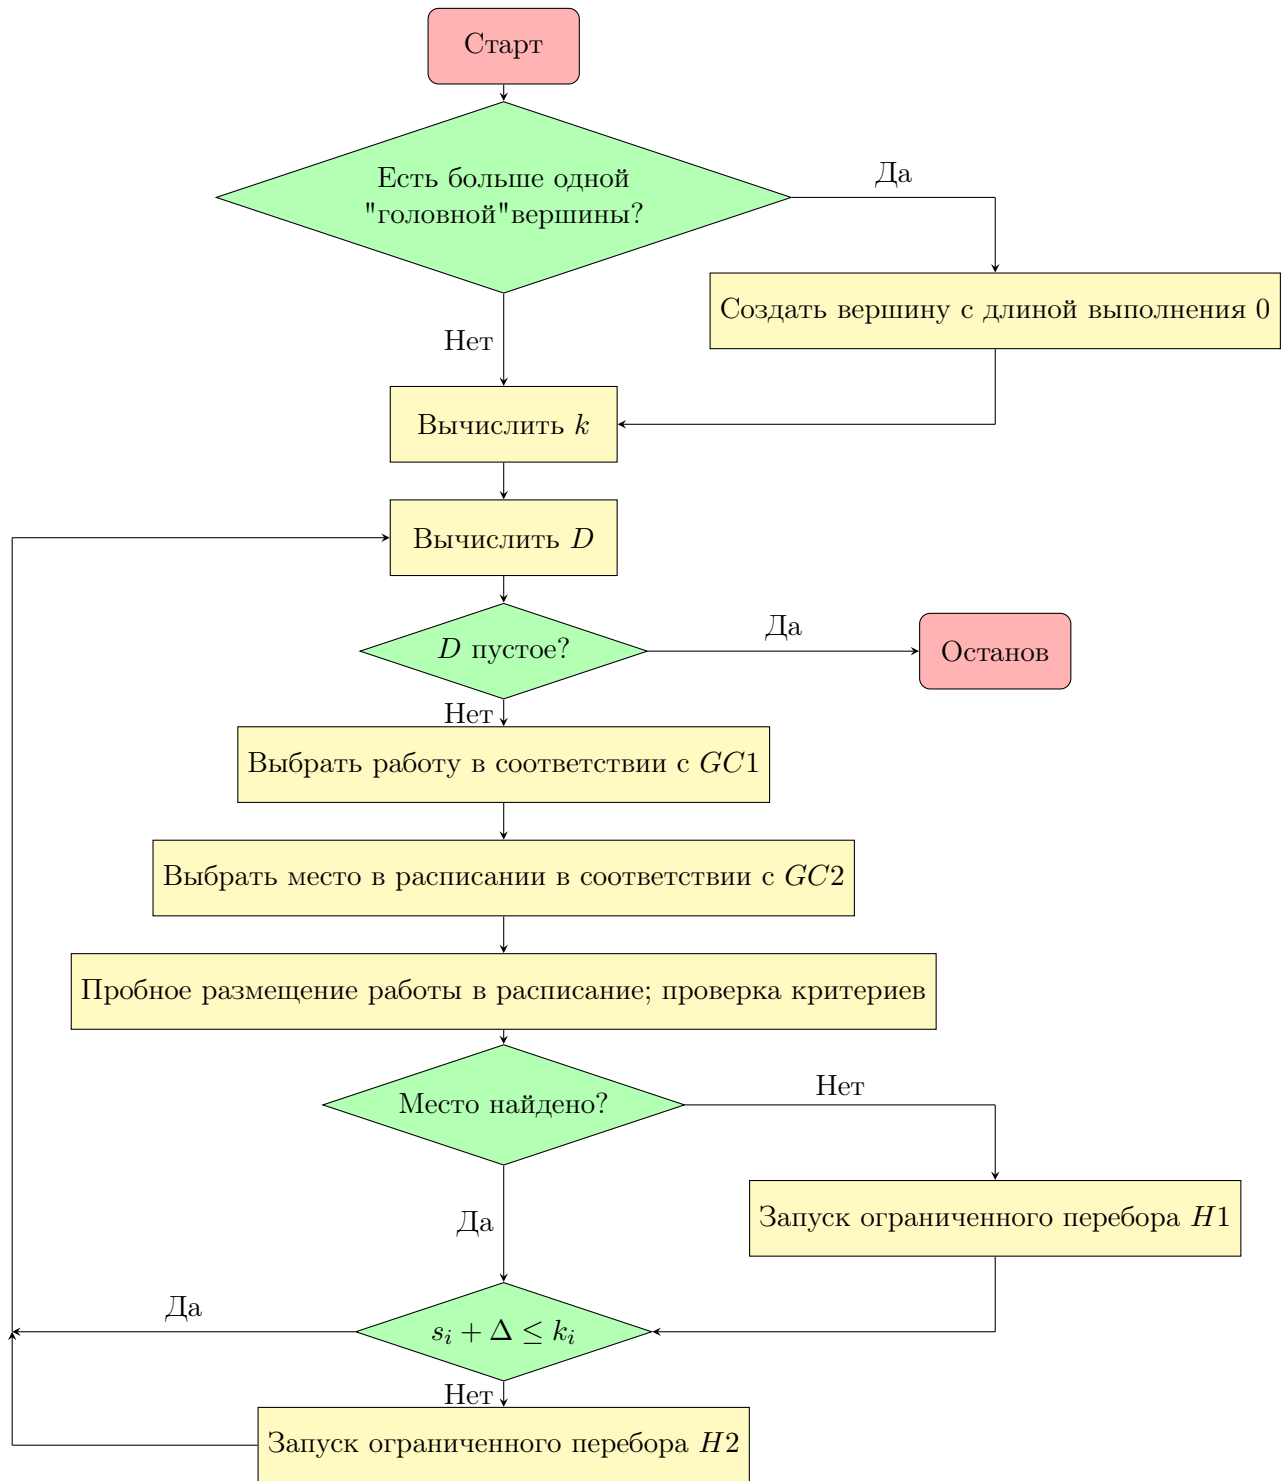 Старт
Есть больше одной
"головной"вершины?
Да
Создать вершину с длиной выполнения 0
Нет
Вычислить k
Вычислить D
D пустое?
Да
Останов
Нет
Выбрать работу в соответствии с GC1
Выбрать место в расписании в соответствии с GC2
Пробное размещение работы в расписание; проверка критериев
Место найдено?
Нет
Запуск ограниченного перебора H1
Да
Да
s_i + Δ ≤ k_i
Нет
Запуск ограниченного перебора H2